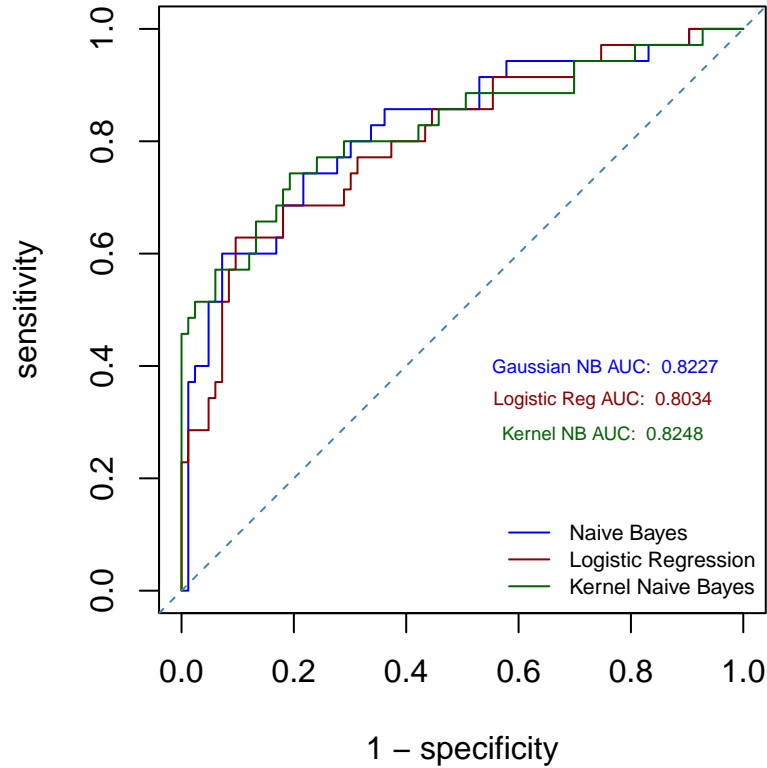 1.0
0.8
0.6
0.4
0.2
0.0
sensitivity
Gaussian NB AUC: 0.8227
Logistic Reg AUC: 0.8034
Kernel NB AUC: 0.8248
Naive Bayes
Logistic Regression
Kernel Naive Bayes
0.0 0.2 0.4 0.6 0.8 1.0
1 − specificity